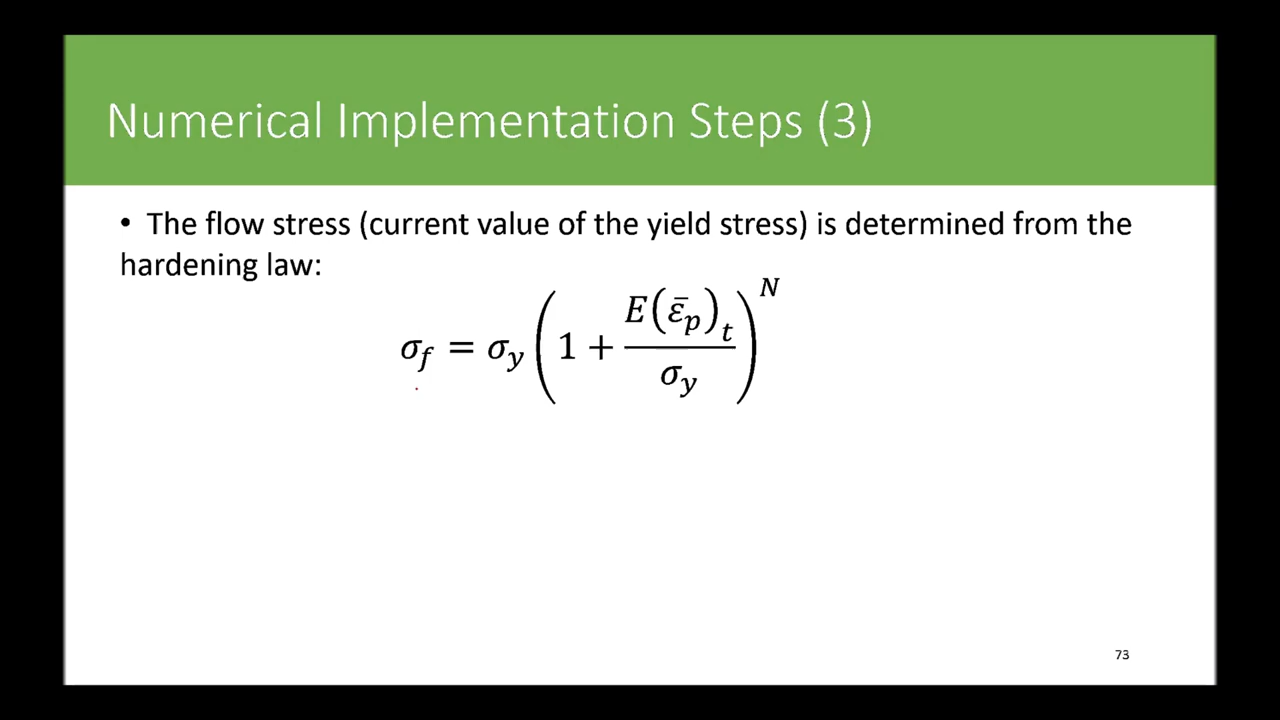 Numerical Implementation Steps (3)
• The flow stress (current value of the yield stress) is determined from the
hardening law:
σ_f = σ_y (1 + E(ε̄_p)_t / σ_y)^N
73